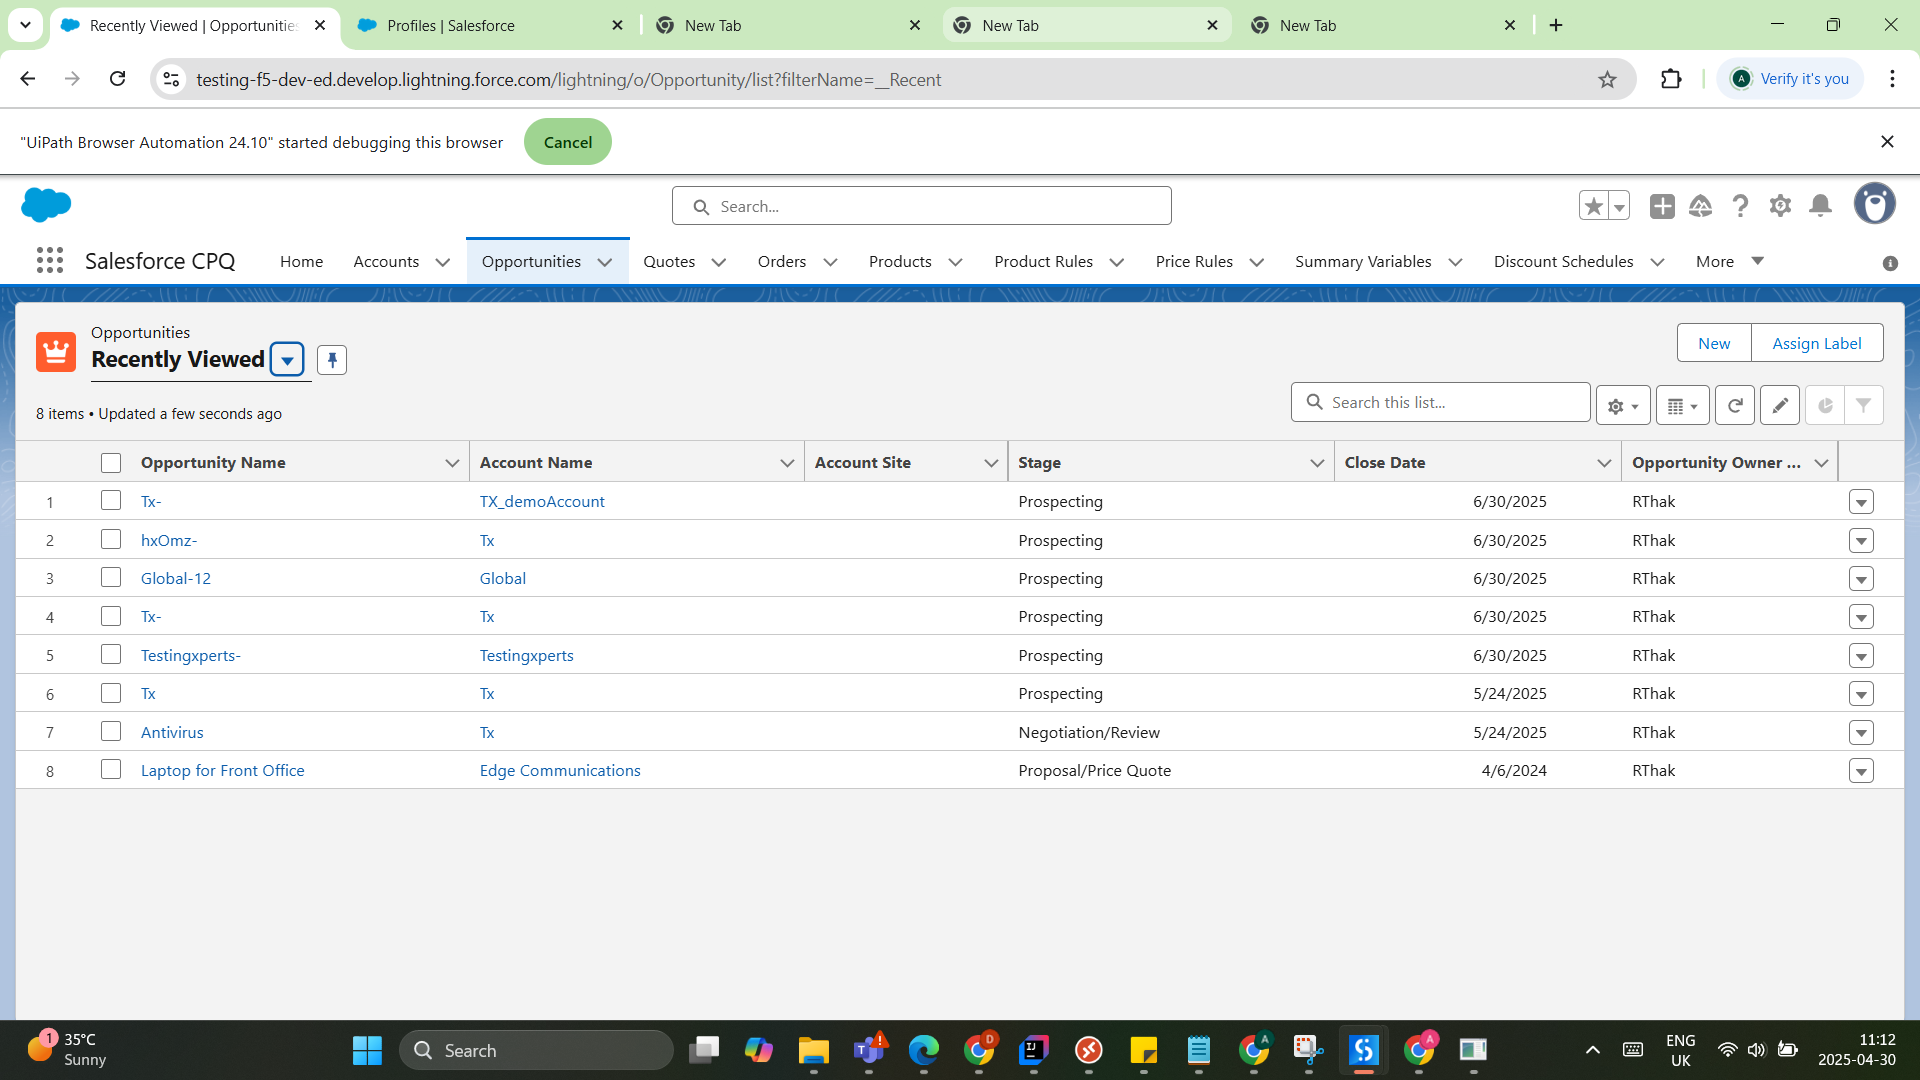 Recently Viewed | Opportunities
Profiles | Salesforce
New Tab
New Tab
New Tab
testing-f5-dev-ed.develop.lightning.force.com/lightning/o/Opportunity/list?filterName=__Recent
A
Verify it's you
"UiPath Browser Automation 24.10" started debugging this browser
Cancel
Search...
Salesforce CPQ
Home
Accounts
Opportunities
Quotes
Orders
Products
Product Rules
Price Rules
Summary Variables
Discount Schedules
More
Opportunities
Recently Viewed
New
Assign Label
8 items • Updated a few seconds ago
Search this list...
Opportunity Name Account Name Account Site Stage Close Date Opportunity Owner ...
1 Tx- TX_demoAccount Prospecting 6/30/2025 RThak
2 hxOmz- Tx Prospecting 6/30/2025 RThak
3 Global-12 Global Prospecting 6/30/2025 RThak
4 Tx- Tx Prospecting 6/30/2025 RThak
5 Testingxperts- Testingxperts Prospecting 6/30/2025 RThak
6 Tx Tx Prospecting 5/24/2025 RThak
7 Antivirus Tx Negotiation/Review 5/24/2025 RThak
8 Laptop for Front Office Edge Communications Proposal/Price Quote 4/6/2024 RThak
1
35°C
Sunny
Search
D
A
A
ENG
UK
11:12
2025-04-30